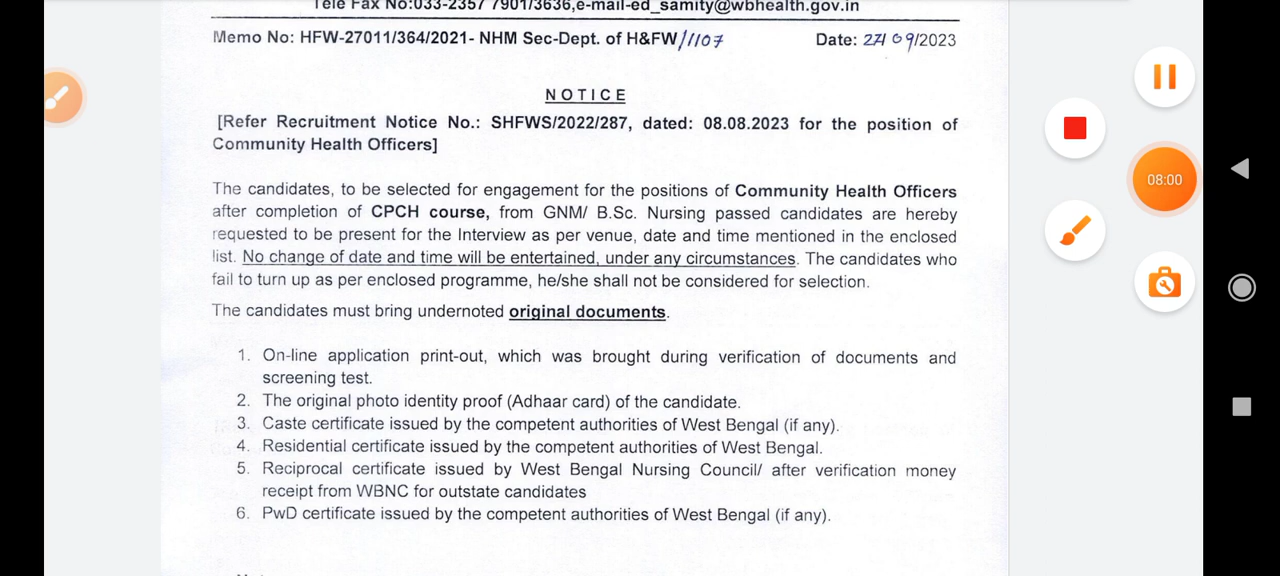 Tele Fax No:033-2357 7901/3636,e-mail-ed_samity@wbhealth.gov.in
Memo No: HFW-27011/364/2021- NHM Sec-Dept. of H&FW/1107 Date: 27/09/2023
NOTICE
[Refer Recruitment Notice No.: SHFWS/2022/287, dated: 08.08.2023 for the position of
Community Health Officers]
The candidates, to be selected for engagement for the positions of Community Health Officers
after completion of CPCH course, from GNM/ B.Sc. Nursing passed candidates are hereby
requested to be present for the Interview as per venue, date and time mentioned in the enclosed
list. No change of date and time will be entertained, under any circumstances. The candidates who
fail to turn up as per enclosed programme, he/she shall not be considered for selection.
The candidates must bring undernoted original documents.
1. On-line application print-out, which was brought during verification of documents and
screening test.
2. The original photo identity proof (Adhaar card) of the candidate.
3. Caste certificate issued by the competent authorities of West Bengal (if any).
4. Residential certificate issued by the competent authorities of West Bengal.
5. Reciprocal certificate issued by West Bengal Nursing Council/ after verification money
receipt from WBNC for outstate candidates
6. PwD certificate issued by the competent authorities of West Bengal (if any).
08:00